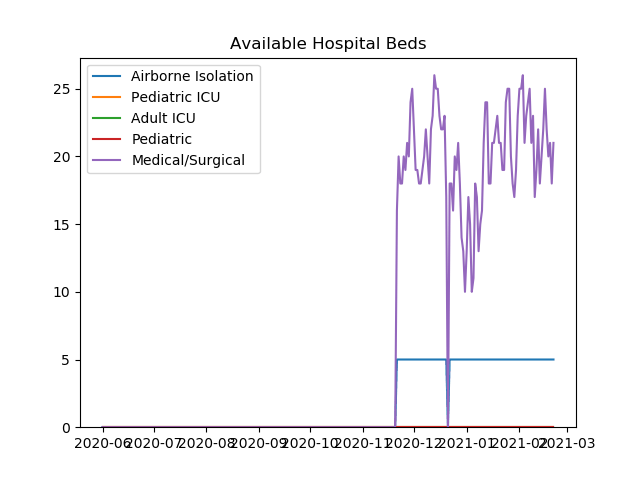 Available Hospital Beds
Airborne Isolation
Pediatric ICU
Adult ICU
Pediatric
Medical/Surgical
25
20
15
10
5
0
2020-06 2020-07 2020-08 2020-09 2020-10 2020-11 2020-12 2021-01 2021-02 2021-03